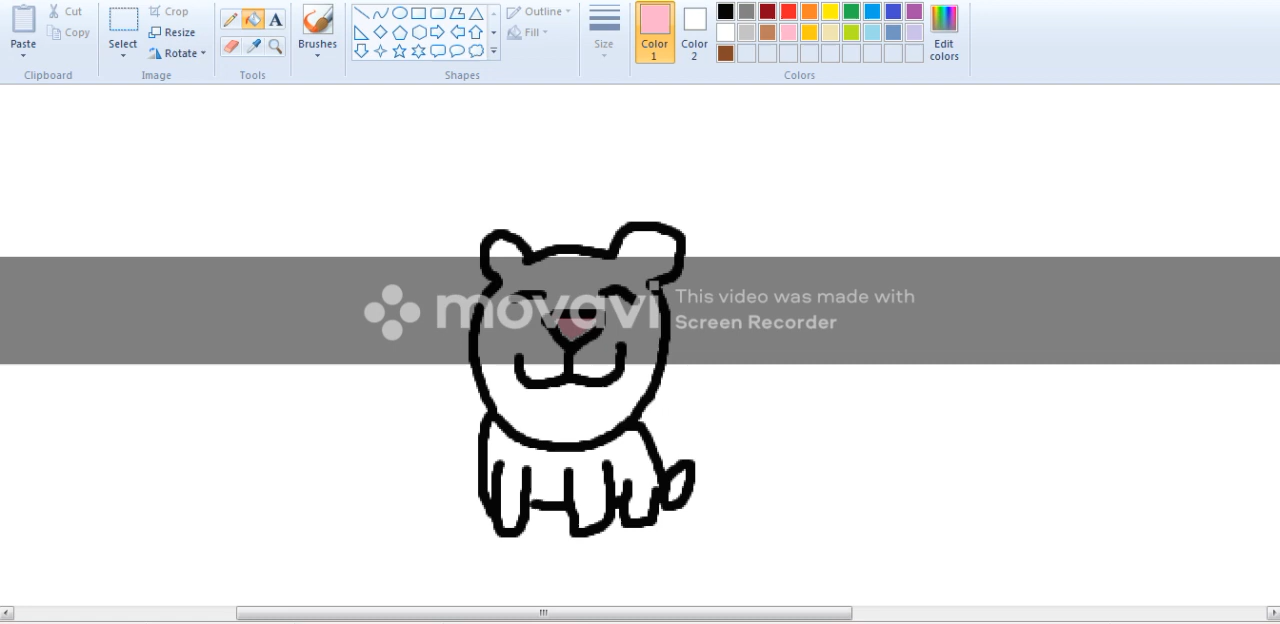 Paste
Cut
Copy
Clipboard
Select
Crop
Resize
Rotate
Image
A
Tools
Brushes
Outline
Fill
Shapes
Size
Color
1
Color
2
Edit
colors
Colors
movavi
This video was made with
Screen Recorder